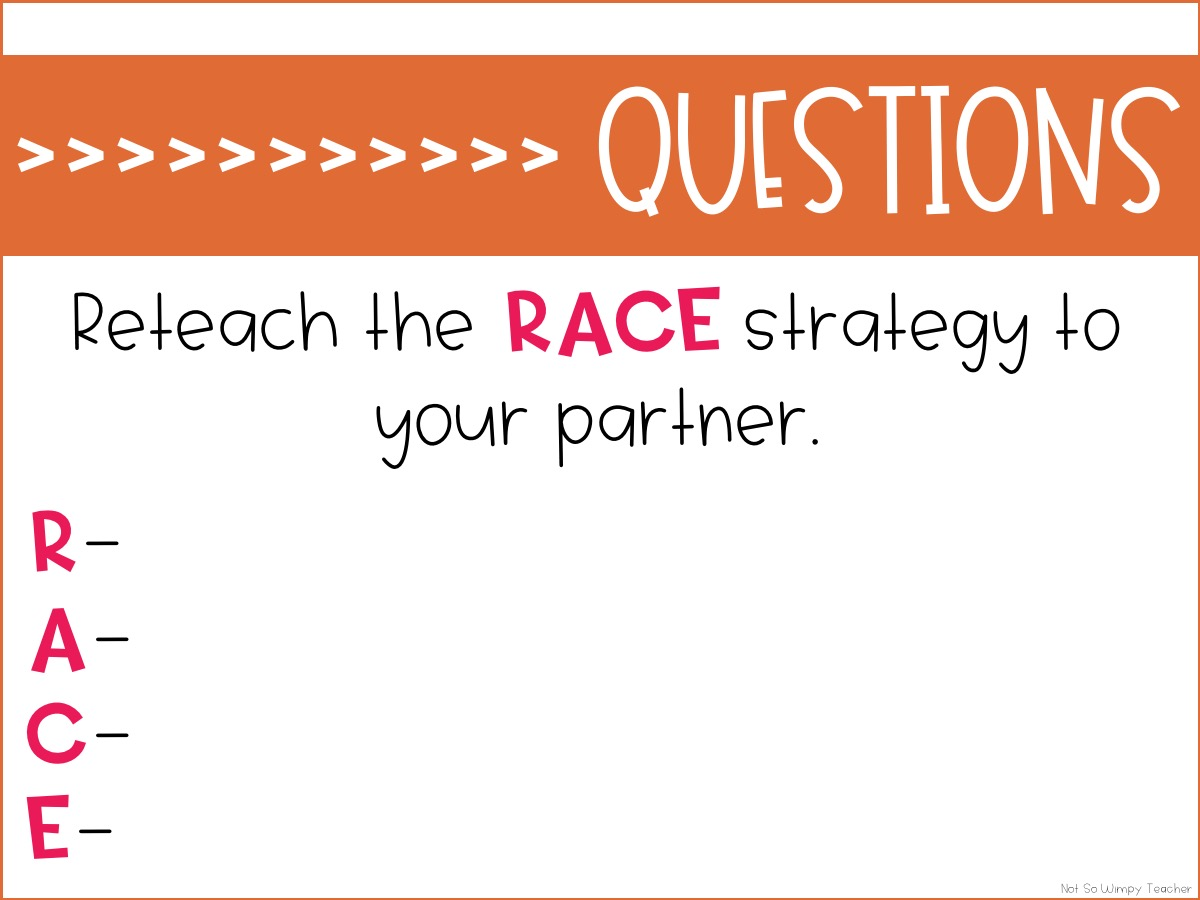 >>>>>>>>>>> QUESTIONS
Reteach the RACE strategy to
your partner.
R-
A-
C-
E-
Not So Wimpy Teacher